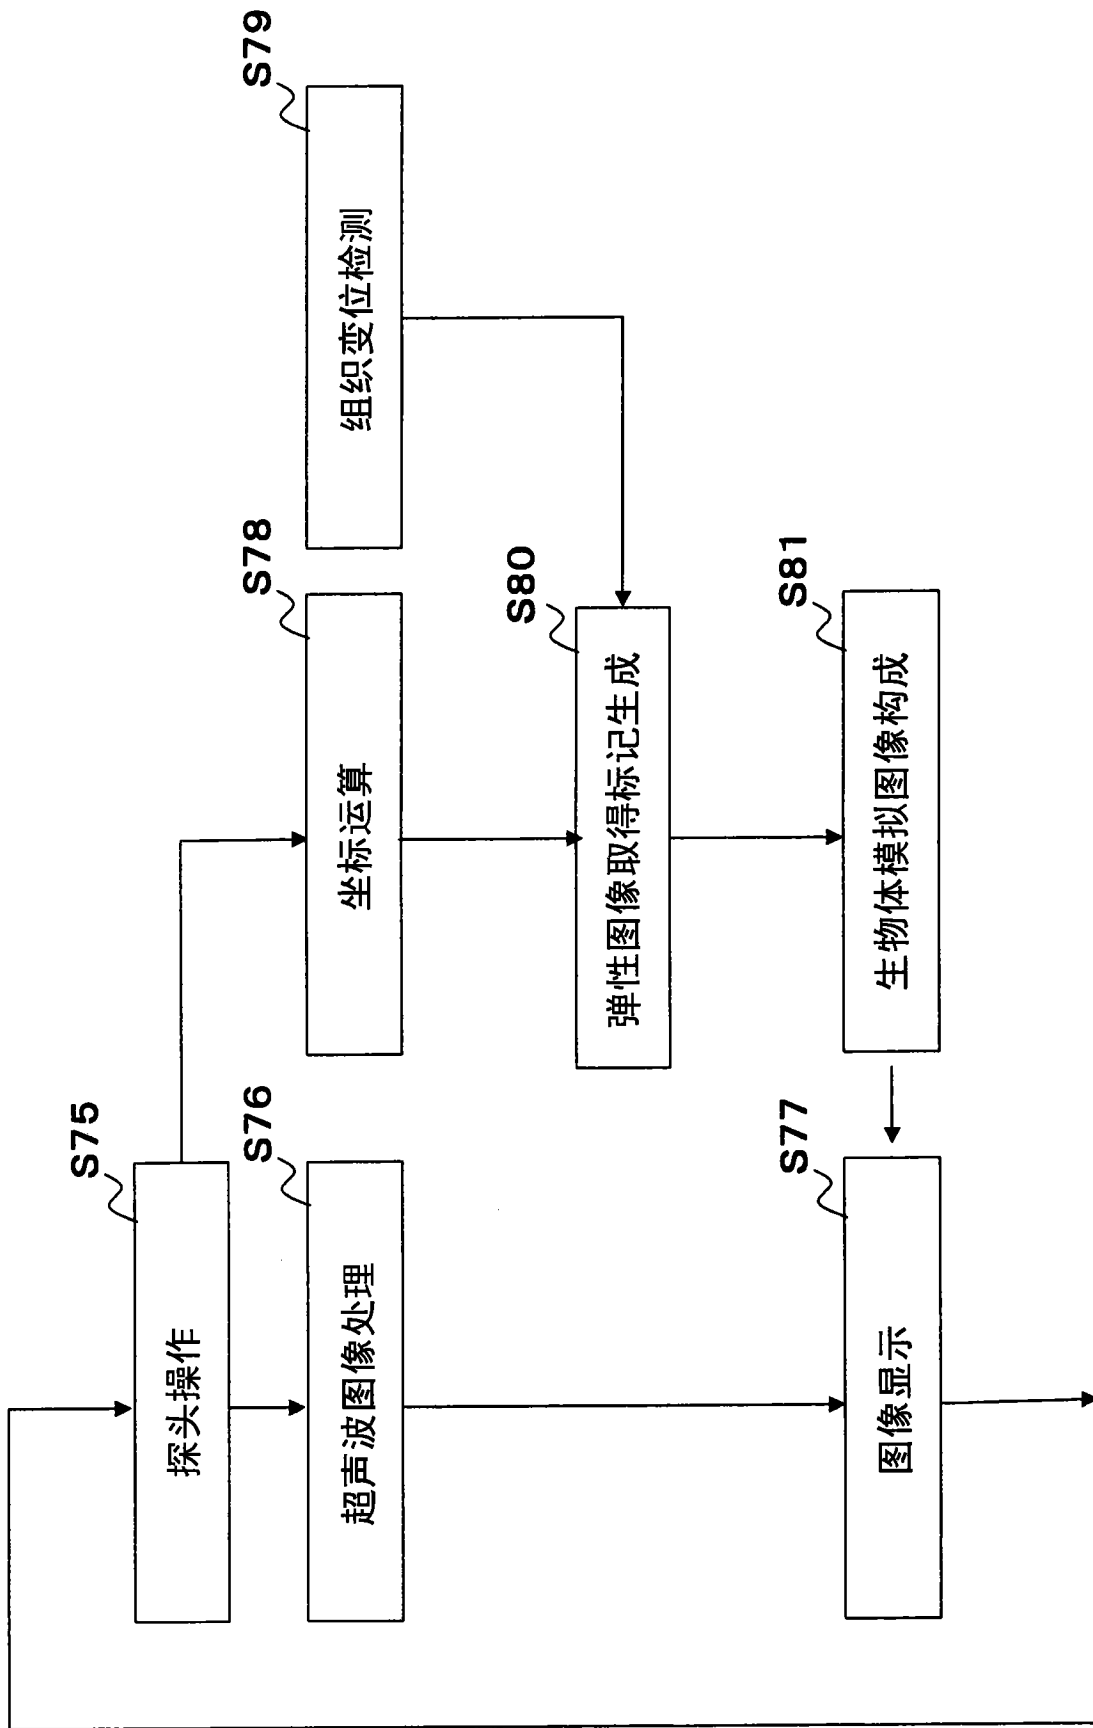 S75
探头操作
S76
超声波图像处理
S77
图像显示
S78
坐标运算
S79
组织变位检测
S80
弹性图像取得标记生成
S81
生物体模拟图像构成